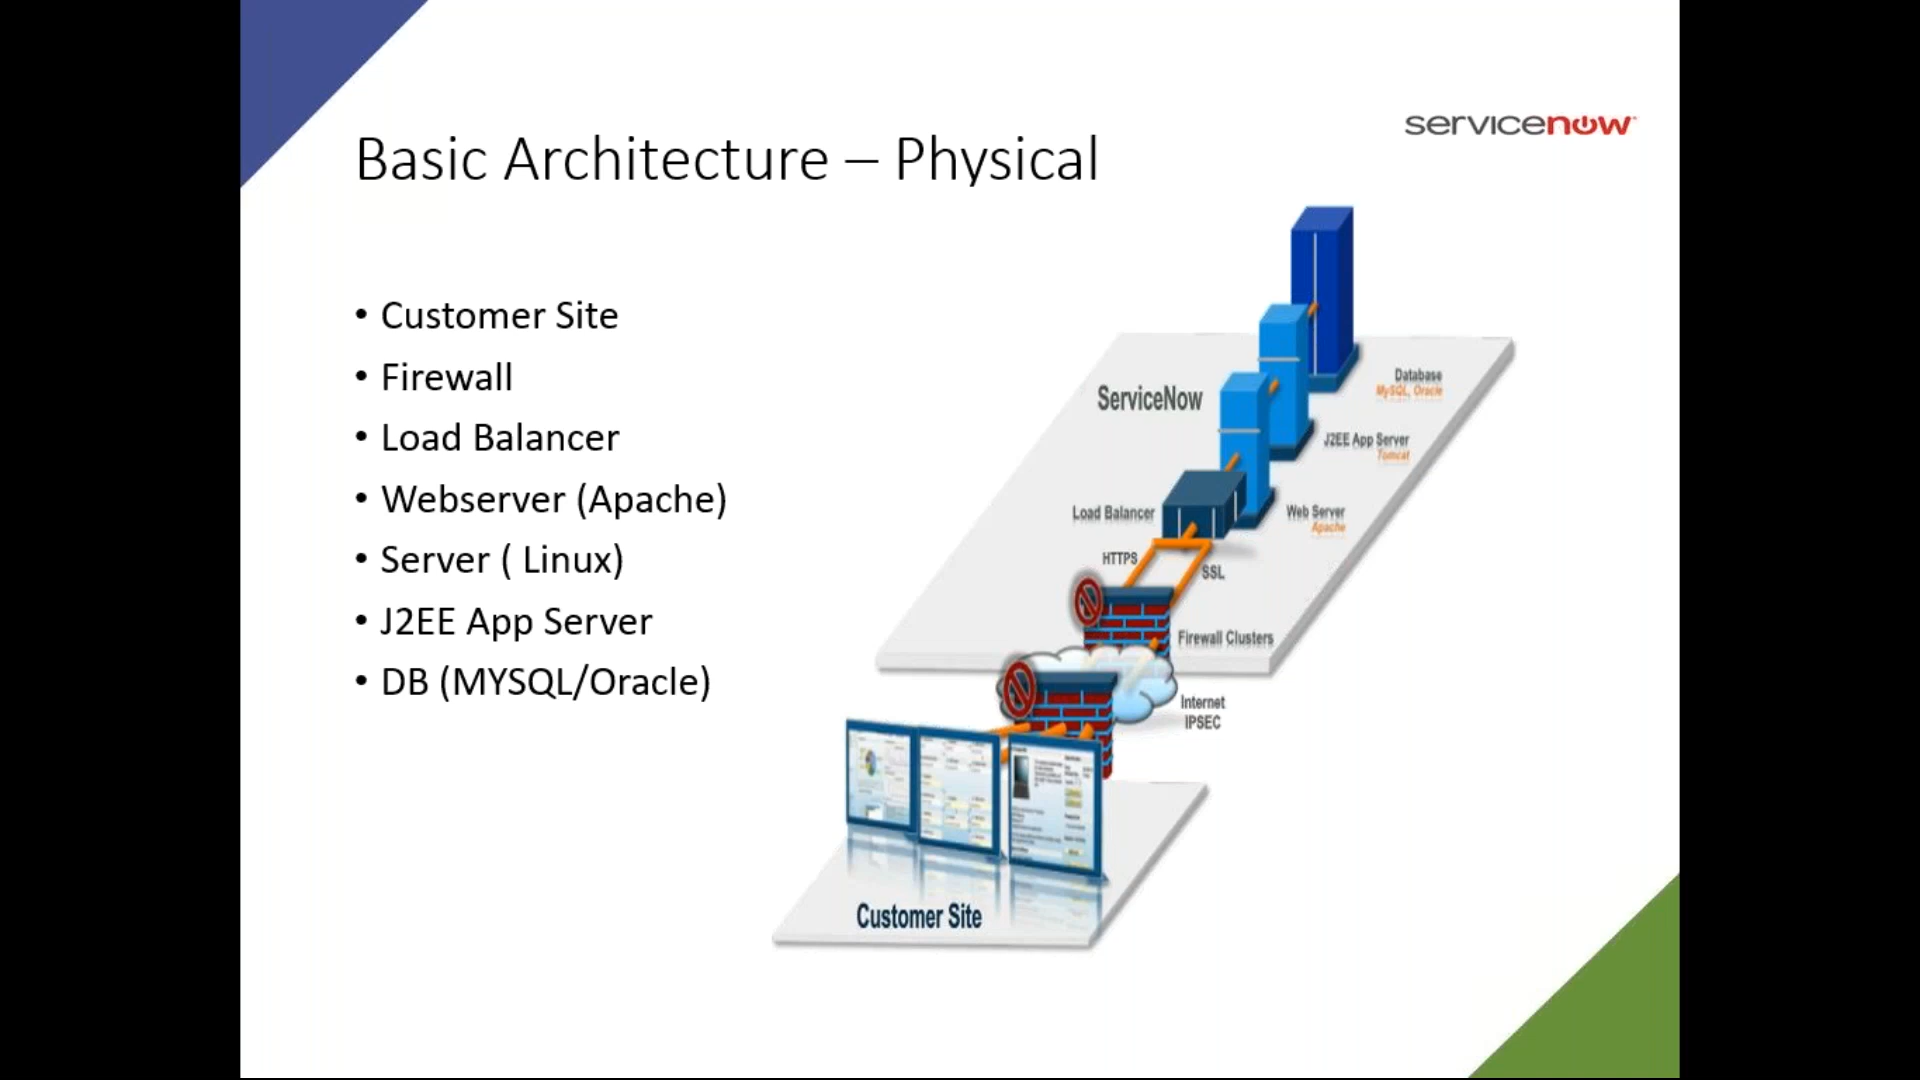 servicenow
Basic Architecture – Physical
• Customer Site
• Firewall
• Load Balancer
• Webserver (Apache)
• Server ( Linux)
• J2EE App Server
• DB (MYSQL/Oracle)
ServiceNow
Database
MySQL, Oracle
J2EE App Server
Tomcat
Load Balancer
Web Server
Apache
HTTPS
SSL
Firewall Clusters
Internet
IPSEC
Customer Site